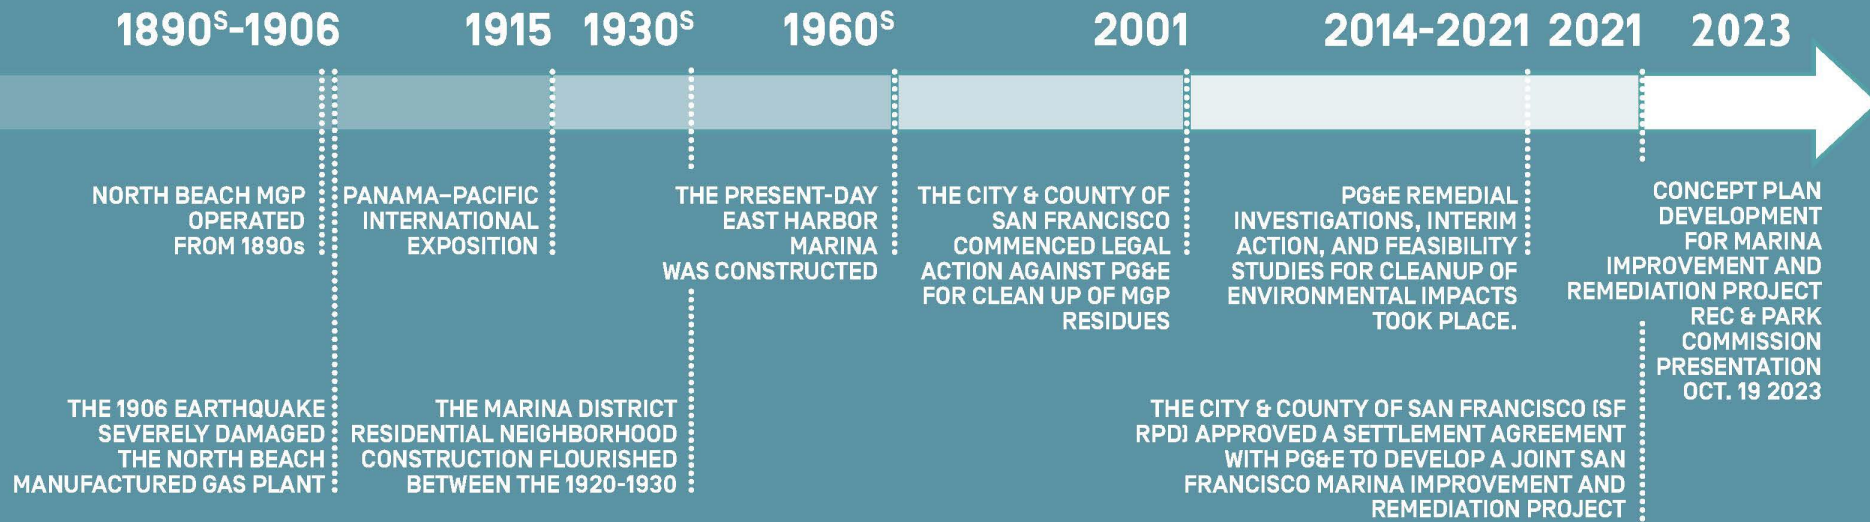 1890S-1906
1915
1930S
1960S
2001
2014-2021
2021
2023
NORTH BEACH MGP
OPERATED
FROM 1890s
THE 1906 EARTHQUAKE
SEVERELY DAMAGED
THE NORTH BEACH
MANUFACTURED GAS PLANT
PANAMA–PACIFIC
INTERNATIONAL
EXPOSITION
THE MARINA DISTRICT
RESIDENTIAL NEIGHBORHOOD
CONSTRUCTION FLOURISHED
BETWEEN THE 1920-1930
THE PRESENT-DAY
EAST HARBOR
MARINA
WAS CONSTRUCTED
THE CITY & COUNTY OF
SAN FRANCISCO
COMMENCED LEGAL
ACTION AGAINST PG&E
FOR CLEAN UP OF MGP
RESIDUES
PG&E REMEDIAL
INVESTIGATIONS, INTERIM
ACTION, AND FEASIBILITY
STUDIES FOR CLEANUP OF
ENVIRONMENTAL IMPACTS
TOOK PLACE.
THE CITY & COUNTY OF SAN FRANCISCO (SF
RPD) APPROVED A SETTLEMENT AGREEMENT
WITH PG&E TO DEVELOP A JOINT SAN
FRANCISCO MARINA IMPROVEMENT AND
REMEDIATION PROJECT
CONCEPT PLAN
DEVELOPMENT
FOR MARINA
IMPROVEMENT AND
REMEDIATION PROJECT
REC & PARK
COMMISSION
PRESENTATION
OCT. 19 2023